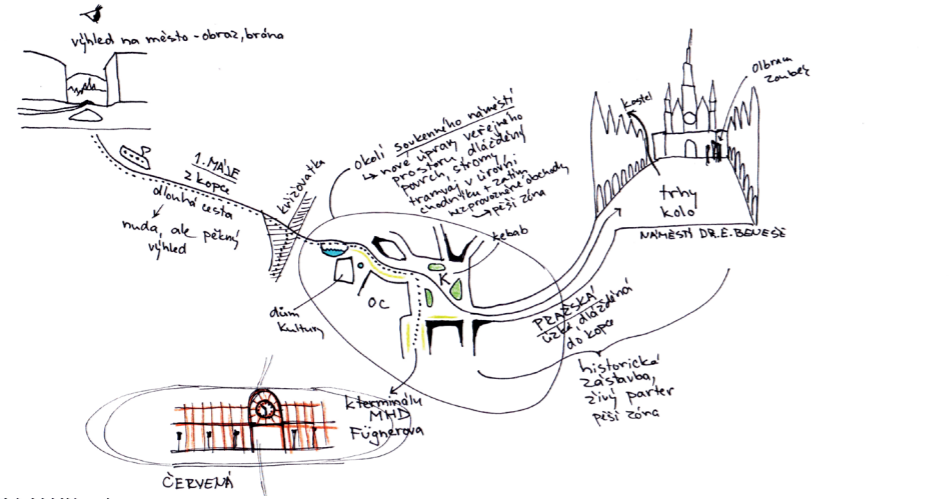 výhled na město - obraz, brána
1. MÁJE
z kopce
dlouhá cesta
nuda, ale pěkný
výhled
křižovatka
okolí soukenného náměstí
↳ nové úpravy veřejného
prostoru, dlážděný
povrch, stromy,
tramvaj v úrovni
chodníku + zatím
nezprovozněné obchody
→ pěší zóna
kebab
K
OC
dům
kultury
k terminálu
MHD
Fügnerova
ČERVENÁ
kostel
Olbram
Zoubek
trhy
kolo
NÁMĚSTÍ DR. E. BENEŠE
PRAŽSKÁ
úzká, dlážděná
do kopce
historická
zástavba,
živý parter
pěší zóna